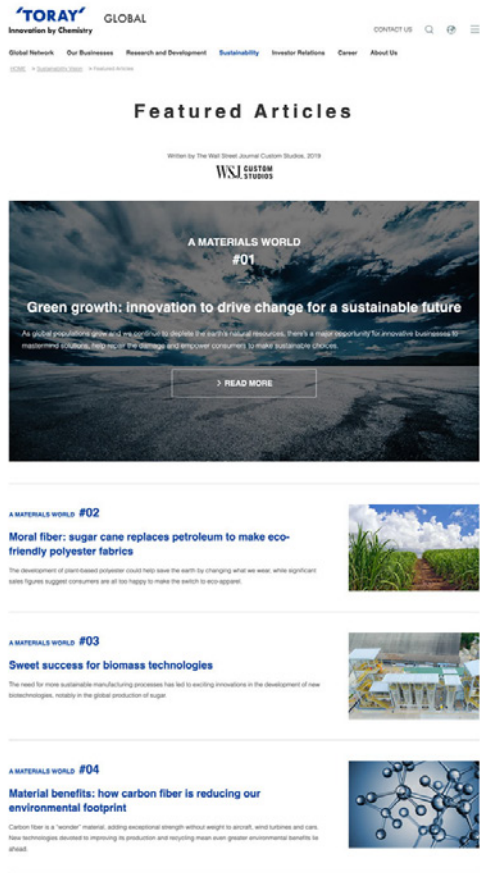 'TORAY' GLOBAL
Innovation by Chemistry
CONTACT US
Global Network Our Businesses Research and Development Sustainability Investor Relations Career About Us
HOME > Sustainability Vision > Featured Articles
Featured Articles
Written by The Wall Street Journal Custom Studios, 2019
WSJ CUSTOM STUDIOS
A MATERIALS WORLD
#01
Green growth: innovation to drive change for a sustainable future
As global populations grow and we continue to deplete the earth's natural resources, there's a major opportunity for innovative businesses to
mastermind solutions, help repair the damage and empower consumers to make sustainable choices.
> READ MORE
A MATERIALS WORLD #02
Moral fiber: sugar cane replaces petroleum to make eco-
friendly polyester fabrics
The development of plant-based polyester could help save the earth by changing what we wear, while significant
sales figures suggest consumers are all too happy to make the switch to eco-apparel.
A MATERIALS WORLD #03
Sweet success for biomass technologies
The need for more sustainable manufacturing processes has led to exciting innovations in the development of new
biotechnologies, notably in the global production of sugar.
A MATERIALS WORLD #04
Material benefits: how carbon fiber is reducing our
environmental footprint
Carbon fiber is a "wonder" material, adding exceptional strength without weight to aircraft, wind turbines and cars.
New technologies devoted to improving its production and recycling mean even greater environmental benefits lie
ahead.